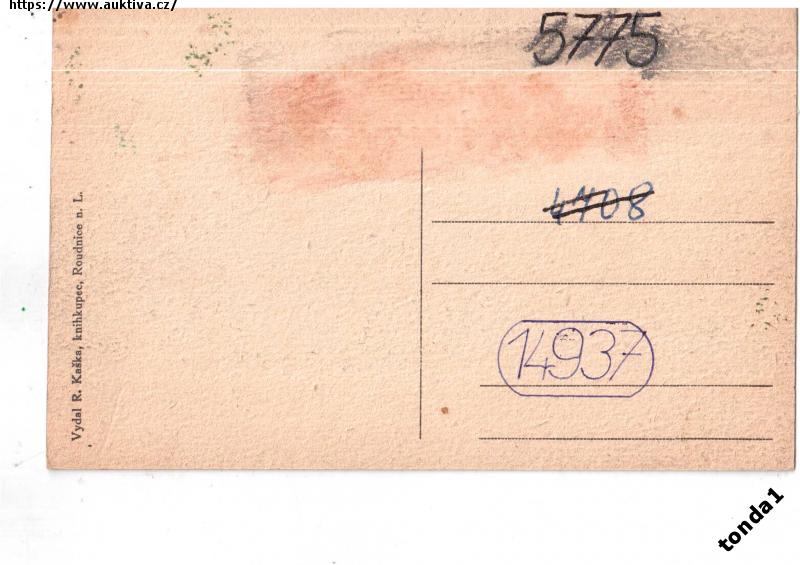 https://www.auktiva.cz/
5775
4708
14937
Vydal R. Kaška, knihkupec, Roudnice n. L.
tonda1